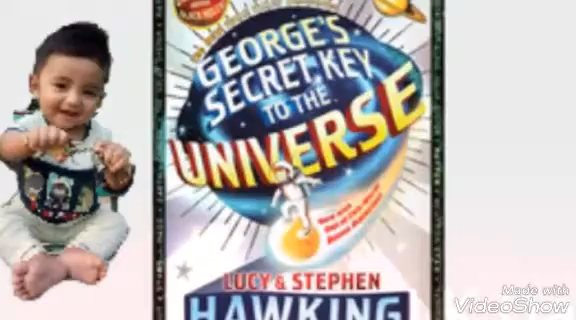 GEORGE'S
SECRET KEY
TO THE
UNIVERSE
LUCY & STEPHEN
HAWKING
Made with
VideoShow